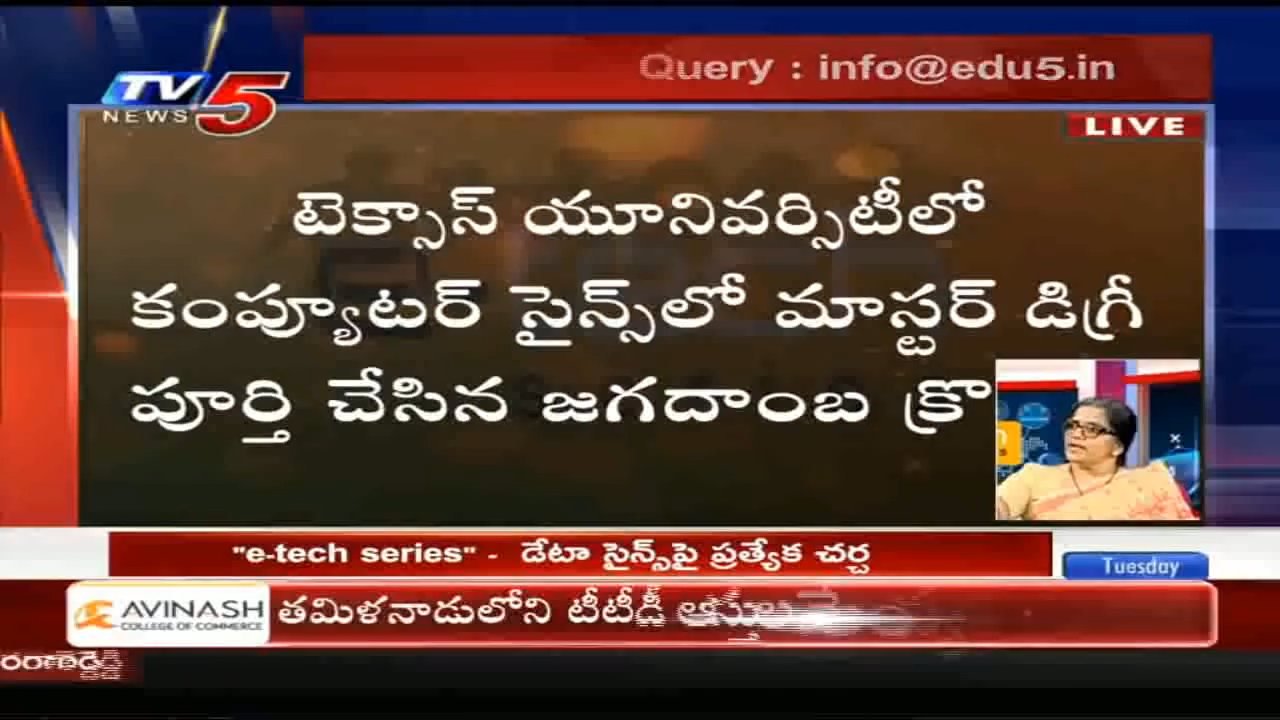 Query : info@edu5.in
TV5
NEWS
LIVE
టెక్సాస్ యూనివర్సిటీలో
కంప్యూటర్ సైన్స్‌లో మాస్టర్ డిగ్రీ
పూర్తి చేసిన జగదాంబ క్రొ
"e-tech series" - డేటా సైన్స్‌పై ప్రత్యేక చర్చ
Tuesday
AVINASH
COLLEGE OF COMMERCE
తమిళనాడులోని టీటీడీ ఆస్తుల